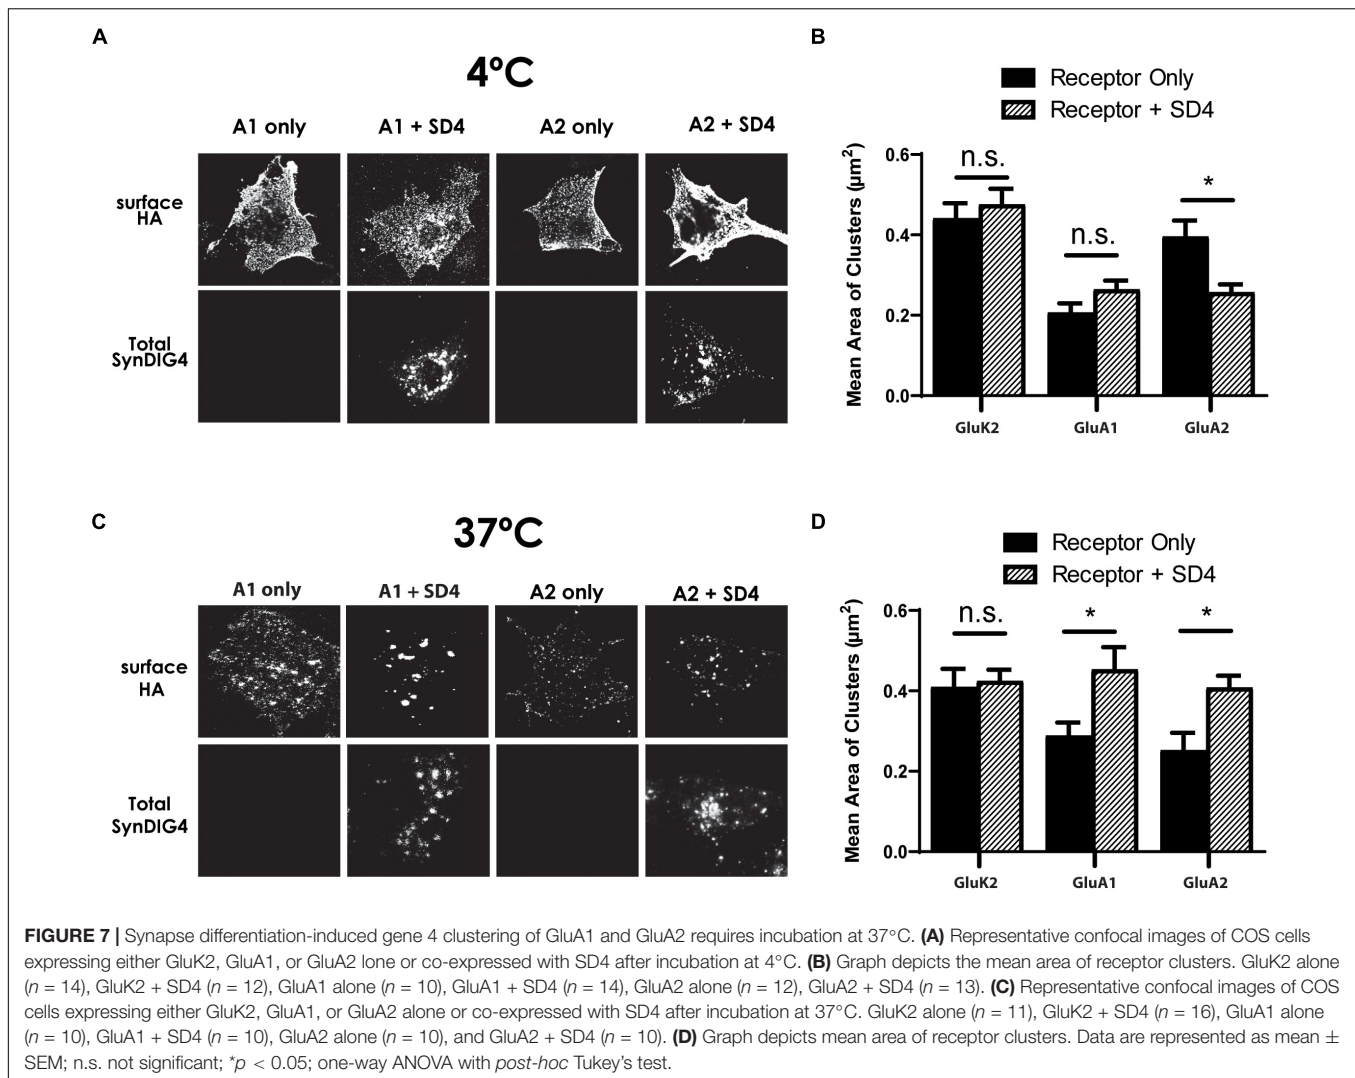 A
4ºC
A1 only
A1 + SD4
A2 only
A2 + SD4
surface
HA
Total
SynDIG4
B
Receptor Only
Receptor + SD4
Mean Area of Clusters (µm²)
0.6
0.4
0.2
0.0
n.s.
n.s.
*
GluK2
GluA1
GluA2
C
37ºC
A1 only
A1 + SD4
A2 only
A2 + SD4
surface
HA
Total
SynDIG4
D
Receptor Only
Receptor + SD4
Mean Area of Clusters (µm²)
0.6
0.4
0.2
0.0
n.s.
*
*
GluK2
GluA1
GluA2
FIGURE 7 | Synapse differentiation-induced gene 4 clustering of GluA1 and GluA2 requires incubation at 37°C. (A) Representative confocal images of COS cells
expressing either GluK2, GluA1, or GluA2 lone or co-expressed with SD4 after incubation at 4°C. (B) Graph depicts the mean area of receptor clusters. GluK2 alone
(n = 14), GluK2 + SD4 (n = 12), GluA1 alone (n = 10), GluA1 + SD4 (n = 14), GluA2 alone (n = 12), GluA2 + SD4 (n = 13). (C) Representative confocal images of COS
cells expressing either GluK2, GluA1, or GluA2 alone or co-expressed with SD4 after incubation at 37°C. GluK2 alone (n = 11), GluK2 + SD4 (n = 16), GluA1 alone
(n = 10), GluA1 + SD4 (n = 10), GluA2 alone (n = 10), and GluA2 + SD4 (n = 10). (D) Graph depicts mean area of receptor clusters. Data are represented as mean ±
SEM; n.s. not significant; *p < 0.05; one-way ANOVA with post-hoc Tukey's test.